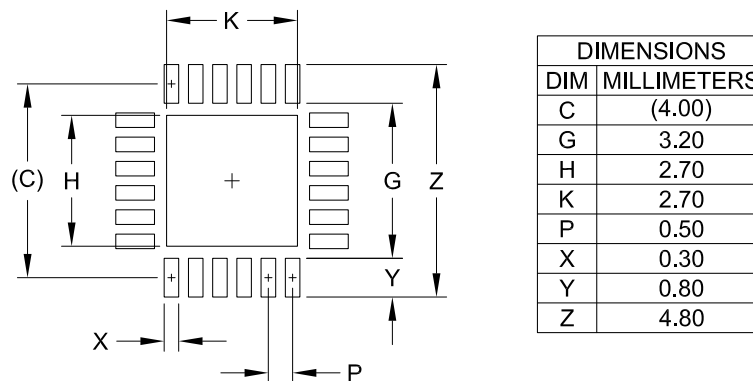 K
(C)
H
G
Z
Y
X
P
DIMENSIONS
DIM MILLIMETERS
C (4.00)
G 3.20
H 2.70
K 2.70
P 0.50
X 0.30
Y 0.80
Z 4.80